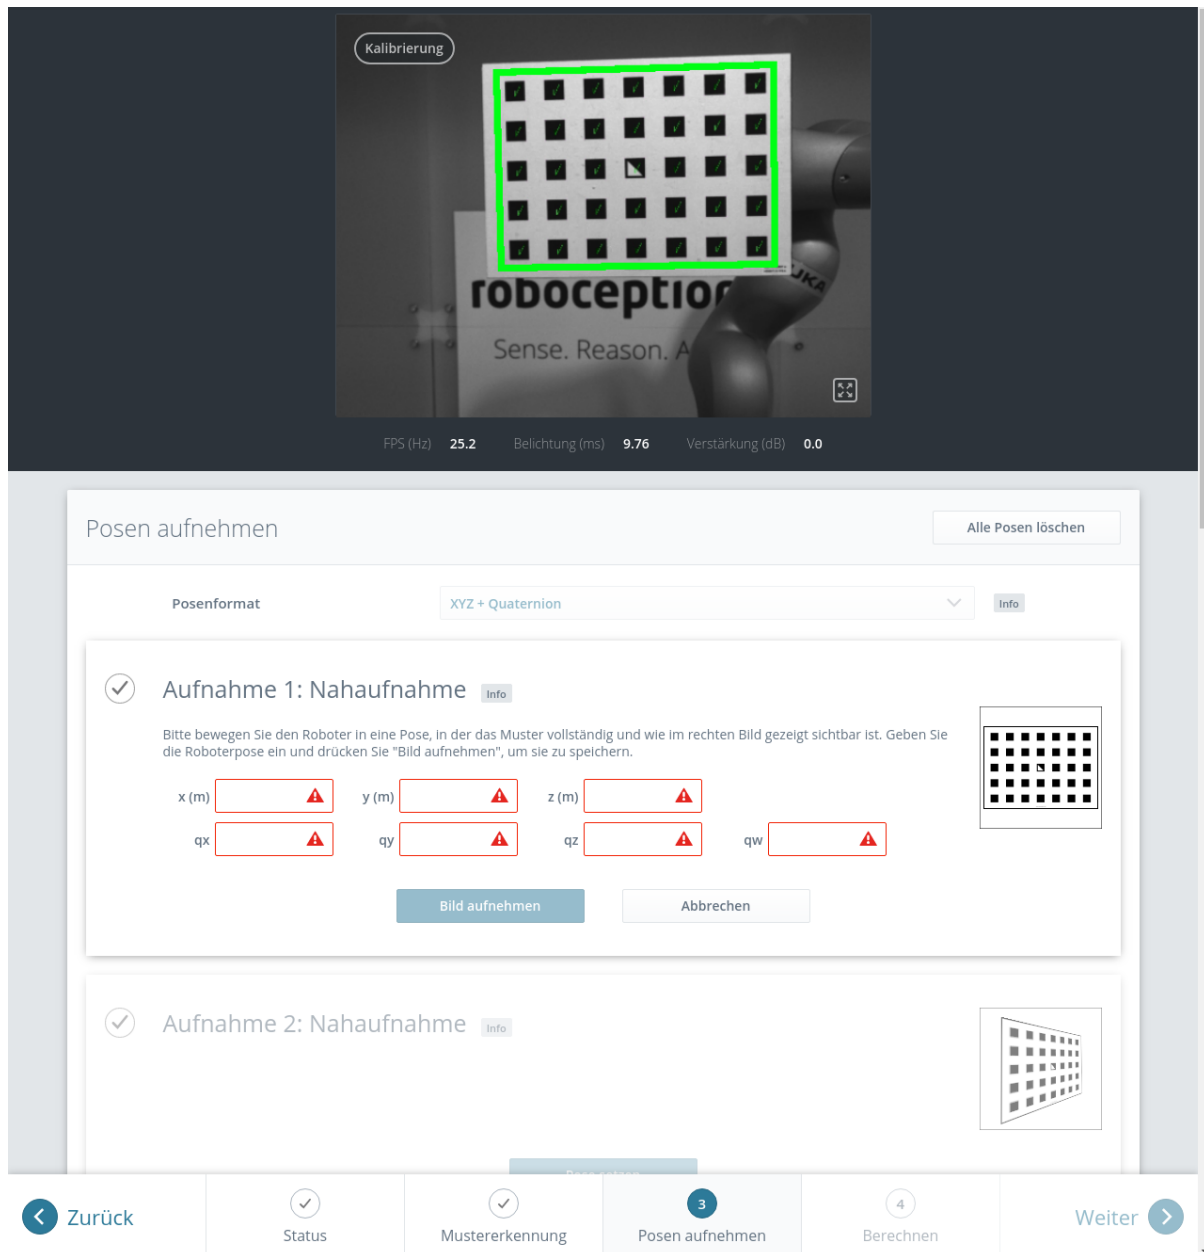 Kalibrierung
roboception
Sense. Reason. A
KUKA
FPS (Hz) 25.2 Belichtung (ms) 9.76 Verstärkung (dB) 0.0
Posen aufnehmen
Alle Posen löschen
Posenformat
XYZ + Quaternion
Info
Aufnahme 1: Nahaufnahme Info
Bitte bewegen Sie den Roboter in eine Pose, in der das Muster vollständig und wie im rechten Bild gezeigt sichtbar ist. Geben Sie
die Roboterpose ein und drücken Sie "Bild aufnehmen", um sie zu speichern.
x (m) y (m) z (m)
qx qy qz qw
Bild aufnehmen Abbrechen
Aufnahme 2: Nahaufnahme Info
Zurück
Status
Mustererkennung
3
Posen aufnehmen
4
Berechnen
Weiter